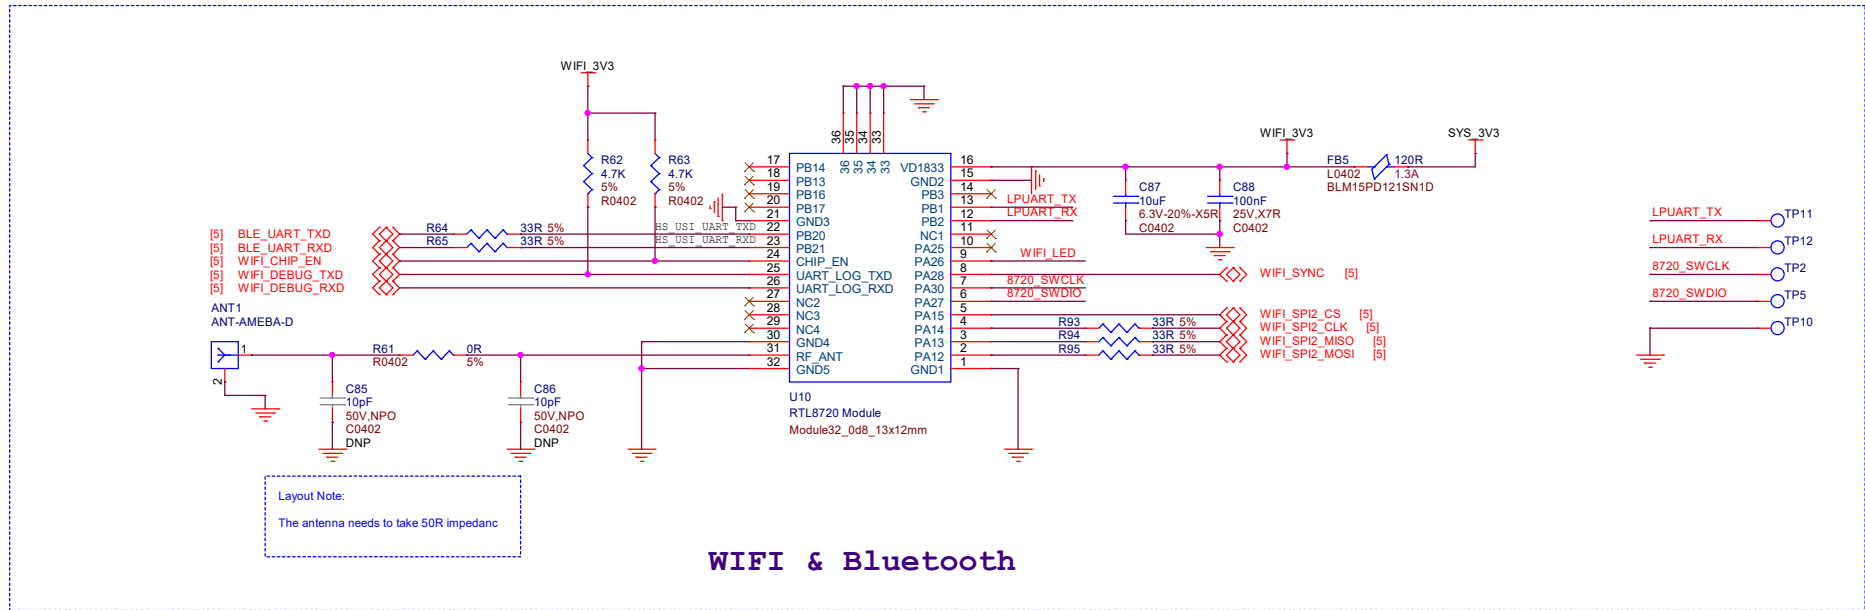 WIFI_3V3
R62
4.7K
5%
R0402
R63
4.7K
5%
R0402
36
35
34
33
36
35
34
33
17 PB14
18 PB13
19 PB16
20 PB17
21 GND3
22 PB20
23 PB21
24 CHIP_EN
25 UART_LOG_TXD
26 UART_LOG_RXD
27 NC2
28 NC3
29 NC4
30 GND4
31 RF_ANT
32 GND5
VD1833 16
GND2 15
PB3 14
PB1 13 LPUART_TX
PB2 12 LPUART_RX
NC1 11
PA25 10
PA26 9 WIFI_LED
PA28 8 WIFI_SYNC [5]
PA30 7 8720_SWCLK
PA27 6 8720_SWDIO
PA15 5 WIFI_SPI2_CS [5]
PA14 4 R93 33R 5% WIFI_SPI2_CLK [5]
PA13 3 R94 33R 5% WIFI_SPI2_MISO [5]
PA12 2 R95 33R 5% WIFI_SPI2_MOSI [5]
GND1 1
U10
RTL8720 Module
Module32_0d8_13x12mm
[5] BLE_UART_TXD R64 33R 5% HS_USI_UART_TXD
[5] BLE_UART_RXD R65 33R 5% HS_USI_UART_RXD
[5] WIFI_CHIP_EN
[5] WIFI_DEBUG_TXD
[5] WIFI_DEBUG_RXD
ANT1
ANT-AMEBA-D
1
2
R61 0R
R0402 5%
C85
10pF
50V,NPO
C0402
DNP
C86
10pF
50V,NPO
C0402
DNP
WIFI_3V3
SYS_3V3
FB5 120R
L0402 1.3A
BLM15PD121SN1D
C87
10uF
6.3V-20%-X5R
C0402
C88
100nF
25V,X7R
C0402
LPUART_TX TP11
LPUART_RX TP12
8720_SWCLK TP2
8720_SWDIO TP5
TP10
Layout Note:
The antenna needs to take 50R impedanc
WIFI & Bluetooth